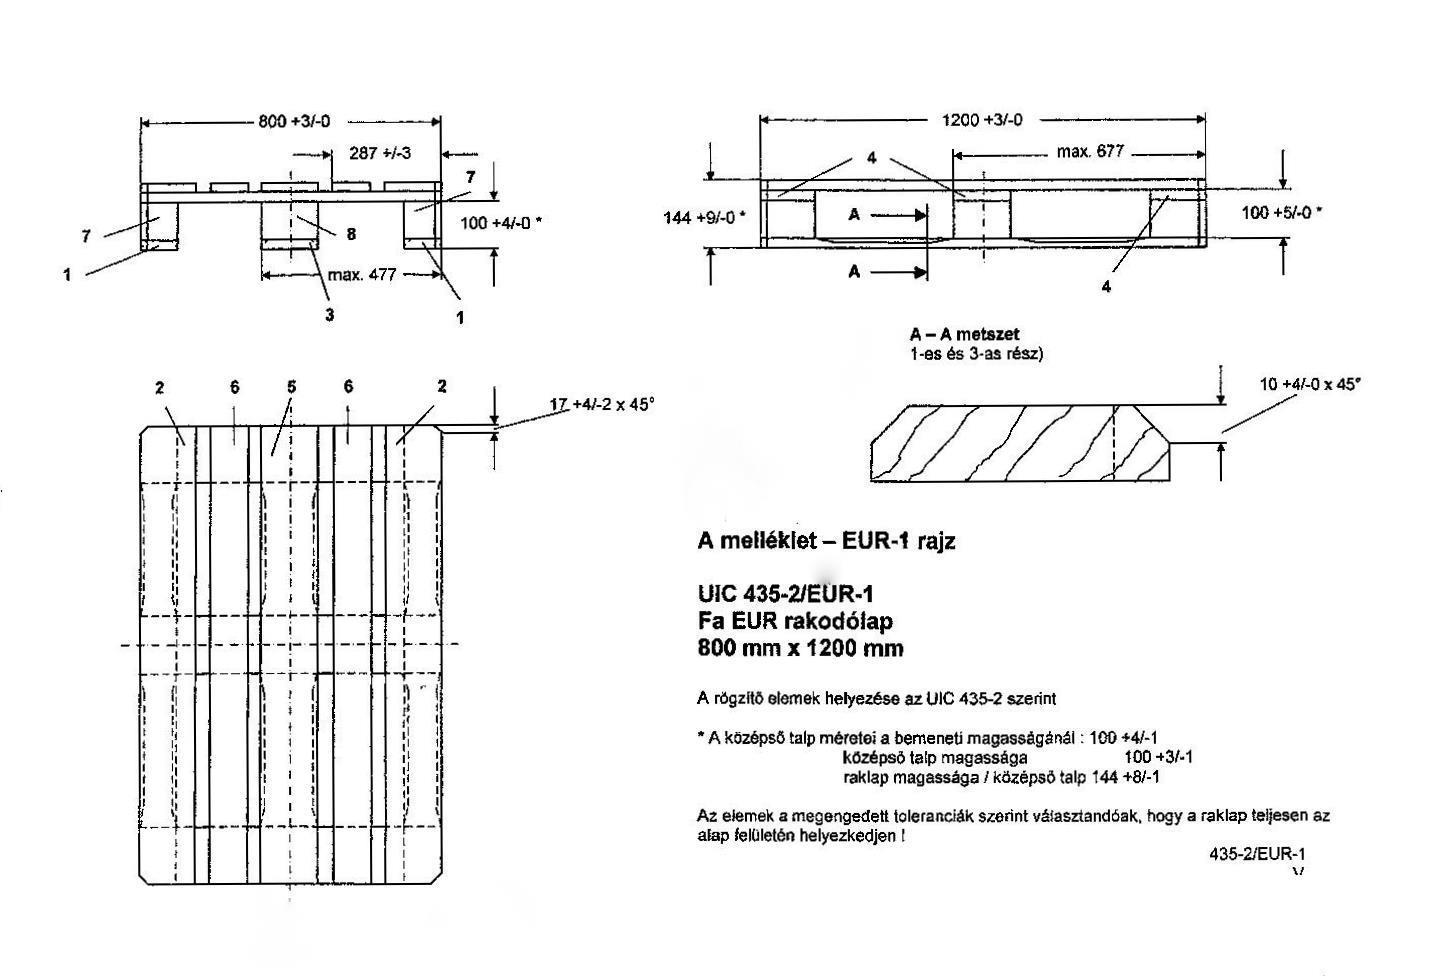 800 +3/-0
287 +/-3
7
100 +4/-0 *
7
8
1
max. 477
3
1
1200 +3/-0
4
max. 677
144 +9/-0 *
A
100 +5/-0 *
A
4
A – A metszet
1-es és 3-as rész)
10 +4/-0 x 45°
2
6
5
6
2
17 +4/-2 x 45°
A melléklet – EUR-1 rajz
UIC 435-2/EUR-1
Fa EUR rakodólap
800 mm x 1200 mm
A rögzítő elemek helyezése az UIC 435-2 szerint
* A középső talp méretei a bemeneti magasságánál : 100 +4/-1
középső talp magassága 100 +3/-1
raklap magassága / középső talp 144 +8/-1
Az elemek a megengedett toleranciák szerint választandóak, hogy a raklap teljesen az
alap felületén helyezkedjen !
435-2/EUR-1